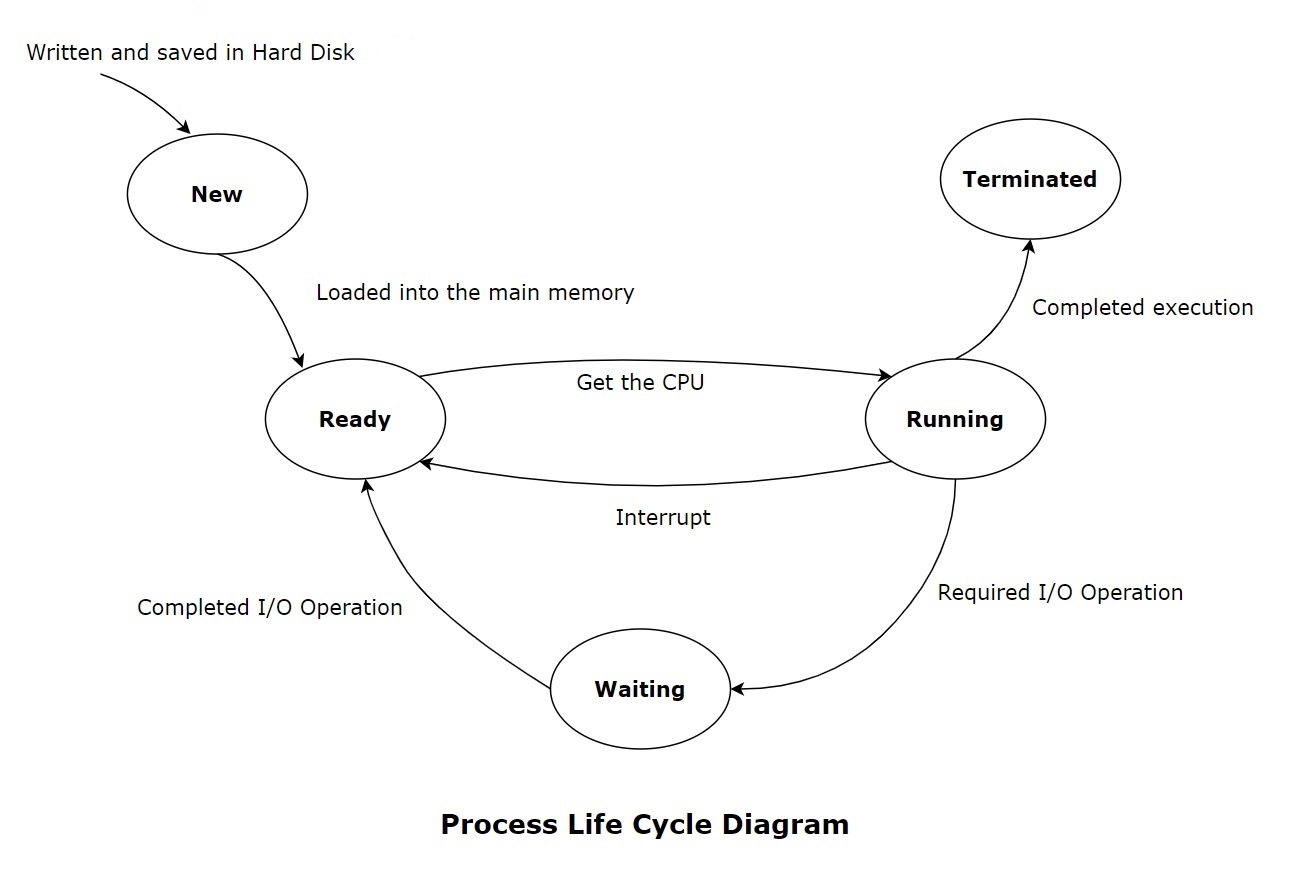 Written and saved in Hard Disk
New
Terminated
Loaded into the main memory
Completed execution
Get the CPU
Ready
Running
Interrupt
Completed I/O Operation
Required I/O Operation
Waiting
Process Life Cycle Diagram